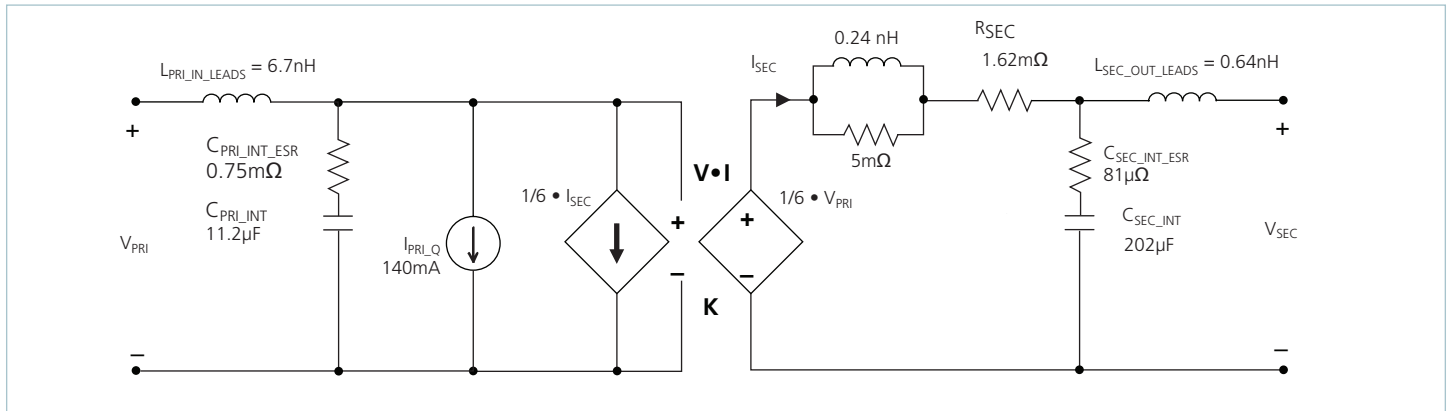 L_PRI_IN_LEADS = 6.7nH
+
C_PRI_INT_ESR
0.75mΩ
C_PRI_INT
11.2µF
V_PRI
–
I_PRI_Q
140mA
1/6 • I_SEC
V•I
+
–
K
1/6 • V_PRI
+
–
I_SEC
0.24 nH
5mΩ
RSEC
1.62mΩ
L_SEC_OUT_LEADS = 0.64nH
+
C_SEC_INT_ESR
81µΩ
C_SEC_INT
202µF
V_SEC
–